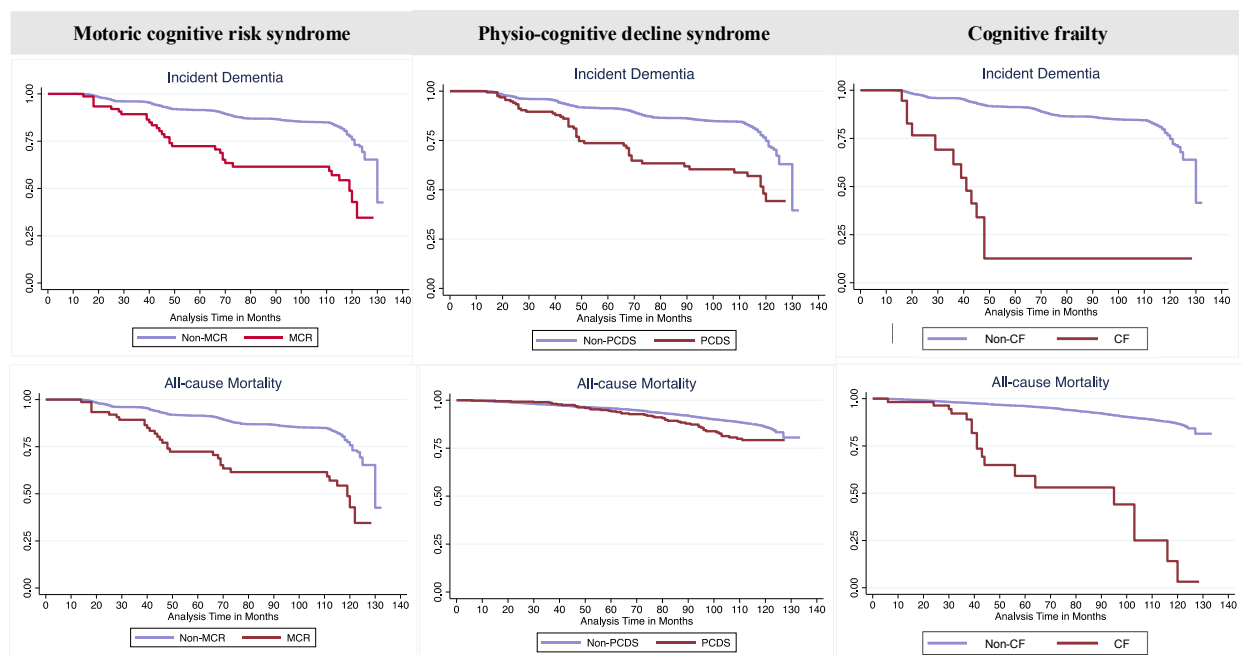 Motoric cognitive risk syndrome
Physio-cognitive decline syndrome
Cognitive frailty
Incident Dementia
1.00
0.75
0.50
0.25
0.00
0 10 20 30 40 50 60 70 80 90 100 110 120 130 140
Analysis Time in Months
Non-MCR MCR
Incident Dementia
1.00
0.75
0.50
0.25
0.00
0 10 20 30 40 50 60 70 80 90 100 110 120 130 140
Analysis Time in Months
Non-PCDS PCDS
Incident Dementia
1.00
0.75
0.50
0.25
0.00
0 10 20 30 40 50 60 70 80 90 100 110 120 130 140
Analysis Time in Months
Non-CF CF
All-cause Mortality
1.00
0.75
0.50
0.25
0.00
0 10 20 30 40 50 60 70 80 90 100 110 120 130 140
Analysis Time in Months
Non-MCR MCR
All-cause Mortality
1.00
0.75
0.50
0.25
0.00
0 10 20 30 40 50 60 70 80 90 100 110 120 130 140
Analysis Time in Months
Non-PCDS PCDS
All-cause Mortality
1.00
0.75
0.50
0.25
0.00
0 10 20 30 40 50 60 70 80 90 100 110 120 130 140
Analysis Time in Months
Non-CF CF